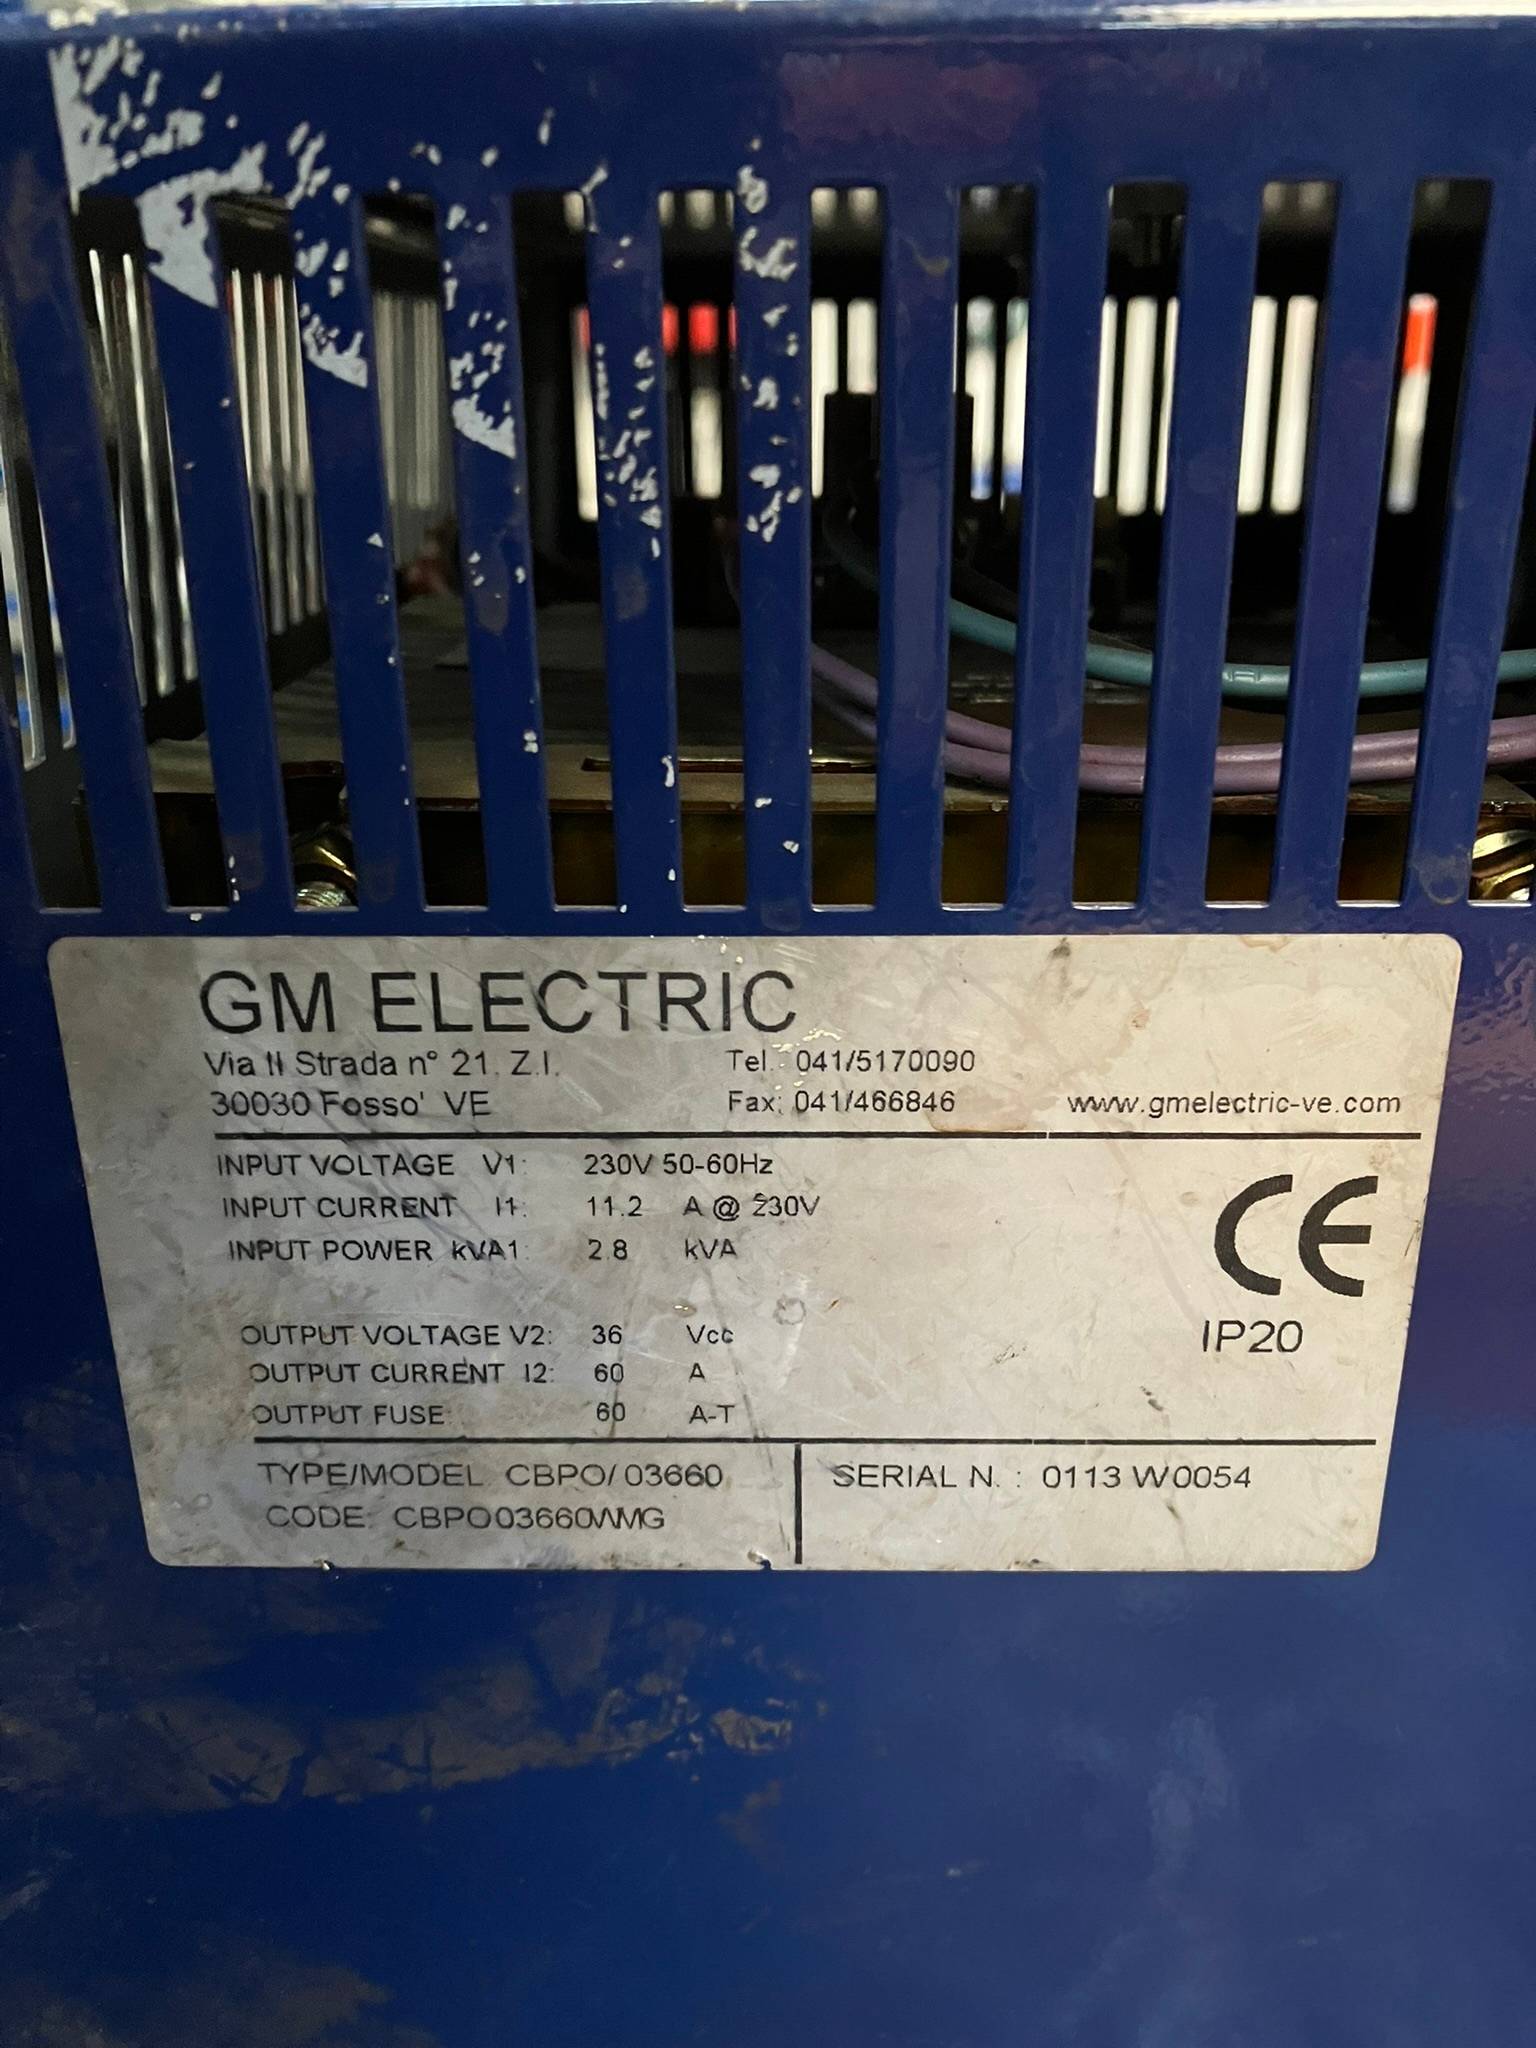 GM ELECTRIC
Via II Strada n° 21. Z.I.
30030 Fosso' VE
Tel.: 041/5170090
Fax: 041/466846
www.gmelectric-ve.com
INPUT VOLTAGE V1: 230V 50-60Hz
INPUT CURRENT I1: 11.2 A @ 230V
INPUT POWER kVA1: 2.8 kVA
CE
IP20
OUTPUT VOLTAGE V2: 36 Vcc
OUTPUT CURRENT I2: 60 A
OUTPUT FUSE: 60 A-T
TYPE/MODEL CBPO/03660
CODE: CBPO03660WMG
SERIAL N. : 0113 W0054